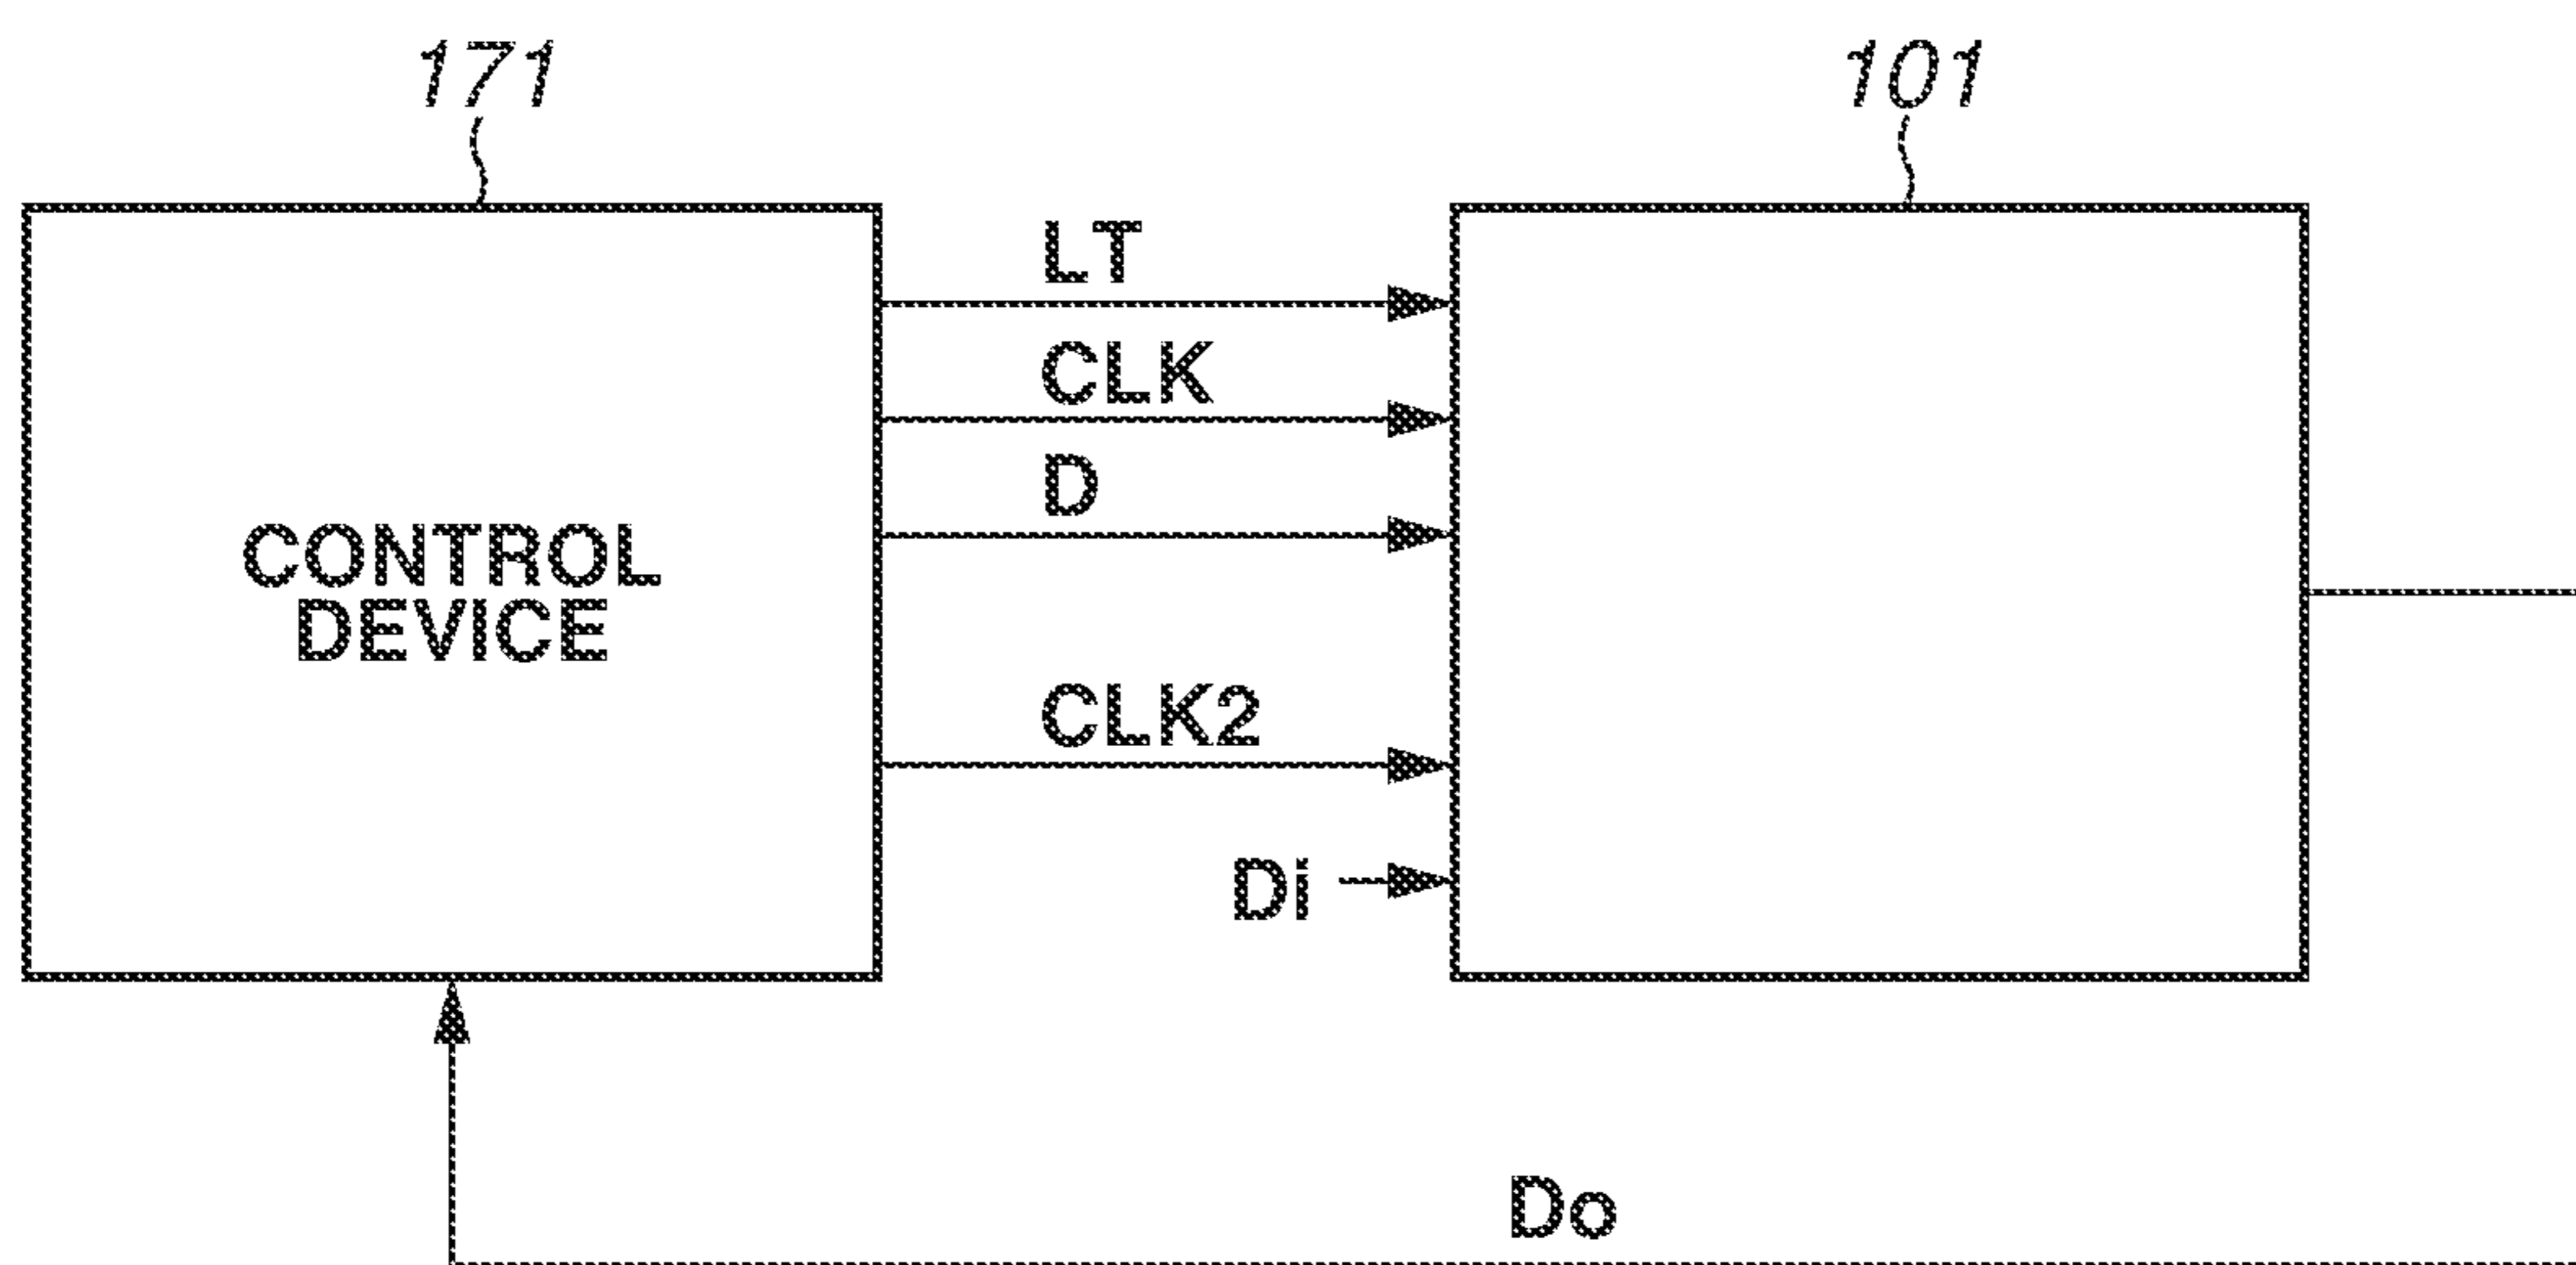 171
101
LT
CLK
D
CONTROL
DEVICE
CLK2
Di
Do